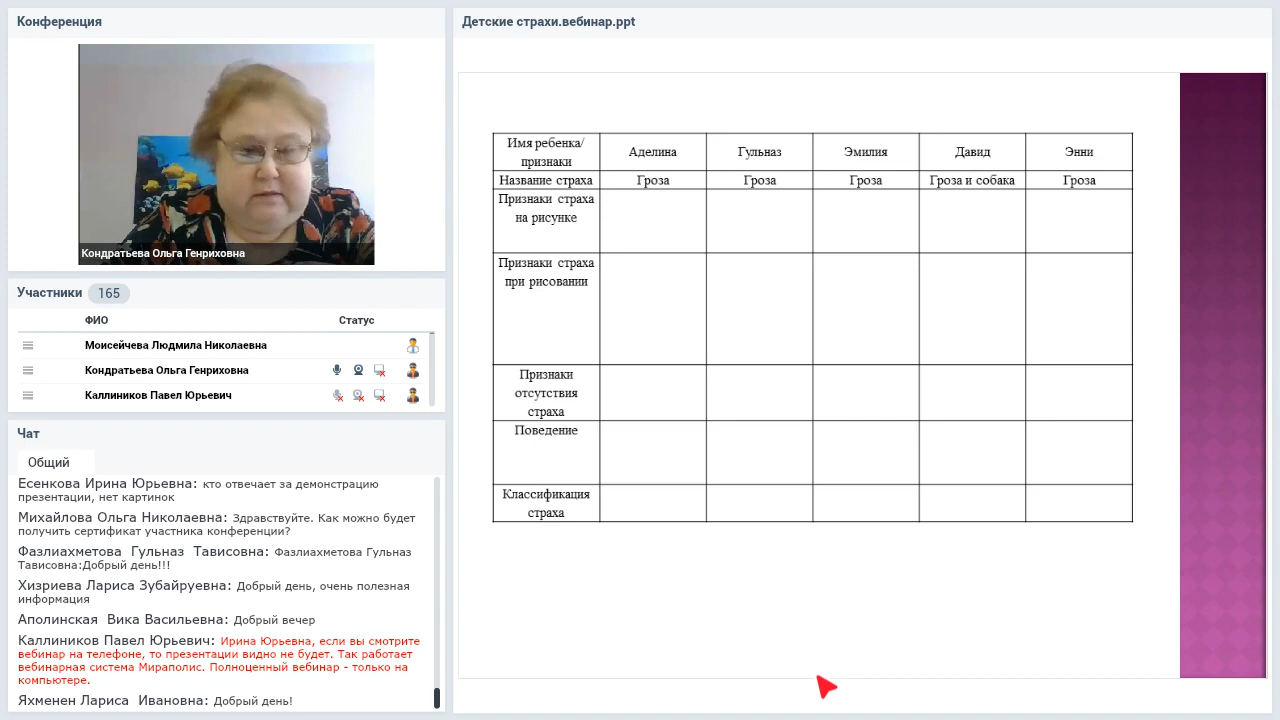 Конференция
Кондратьева Ольга Генриховна
Участники 165
ФИО Статус
Моисейчева Людмила Николаевна
Кондратьева Ольга Генриховна
Каллиников Павел Юрьевич
Чат
Общий
Есенкова Ирина Юрьевна: кто отвечает за демонстрацию
презентации, нет картинок
Михайлова Ольга Николаевна: Здравствуйте. Как можно будет
получить сертификат участника конференции?
Фазлиахметова Гульназ Тависовна: Фазлиахметова Гульназ
Тависовна:Добрый день!!!
Хизриева Лариса Зубайруевна: Добрый день, очень полезная
информация
Аполинская Вика Васильевна: Добрый вечер
Каллиников Павел Юрьевич: Ирина Юрьевна, если вы смотрите
вебинар на телефоне, то презентации видно не будет. Так работает
вебинарная система Мираполис. Полноценный вебинар - только на
компьютере.
Яхменен Лариса Ивановна: Добрый день!
Детские страхи.вебинар.ppt
Имя ребенка/
признаки
Аделина Гульназ Эмилия Давид Энни
Название страха Гроза Гроза Гроза Гроза и собака Гроза
Признаки страха
на рисунке
Признаки страха
при рисовании
Признаки
отсутствия
страха
Поведение
Классификация
страха